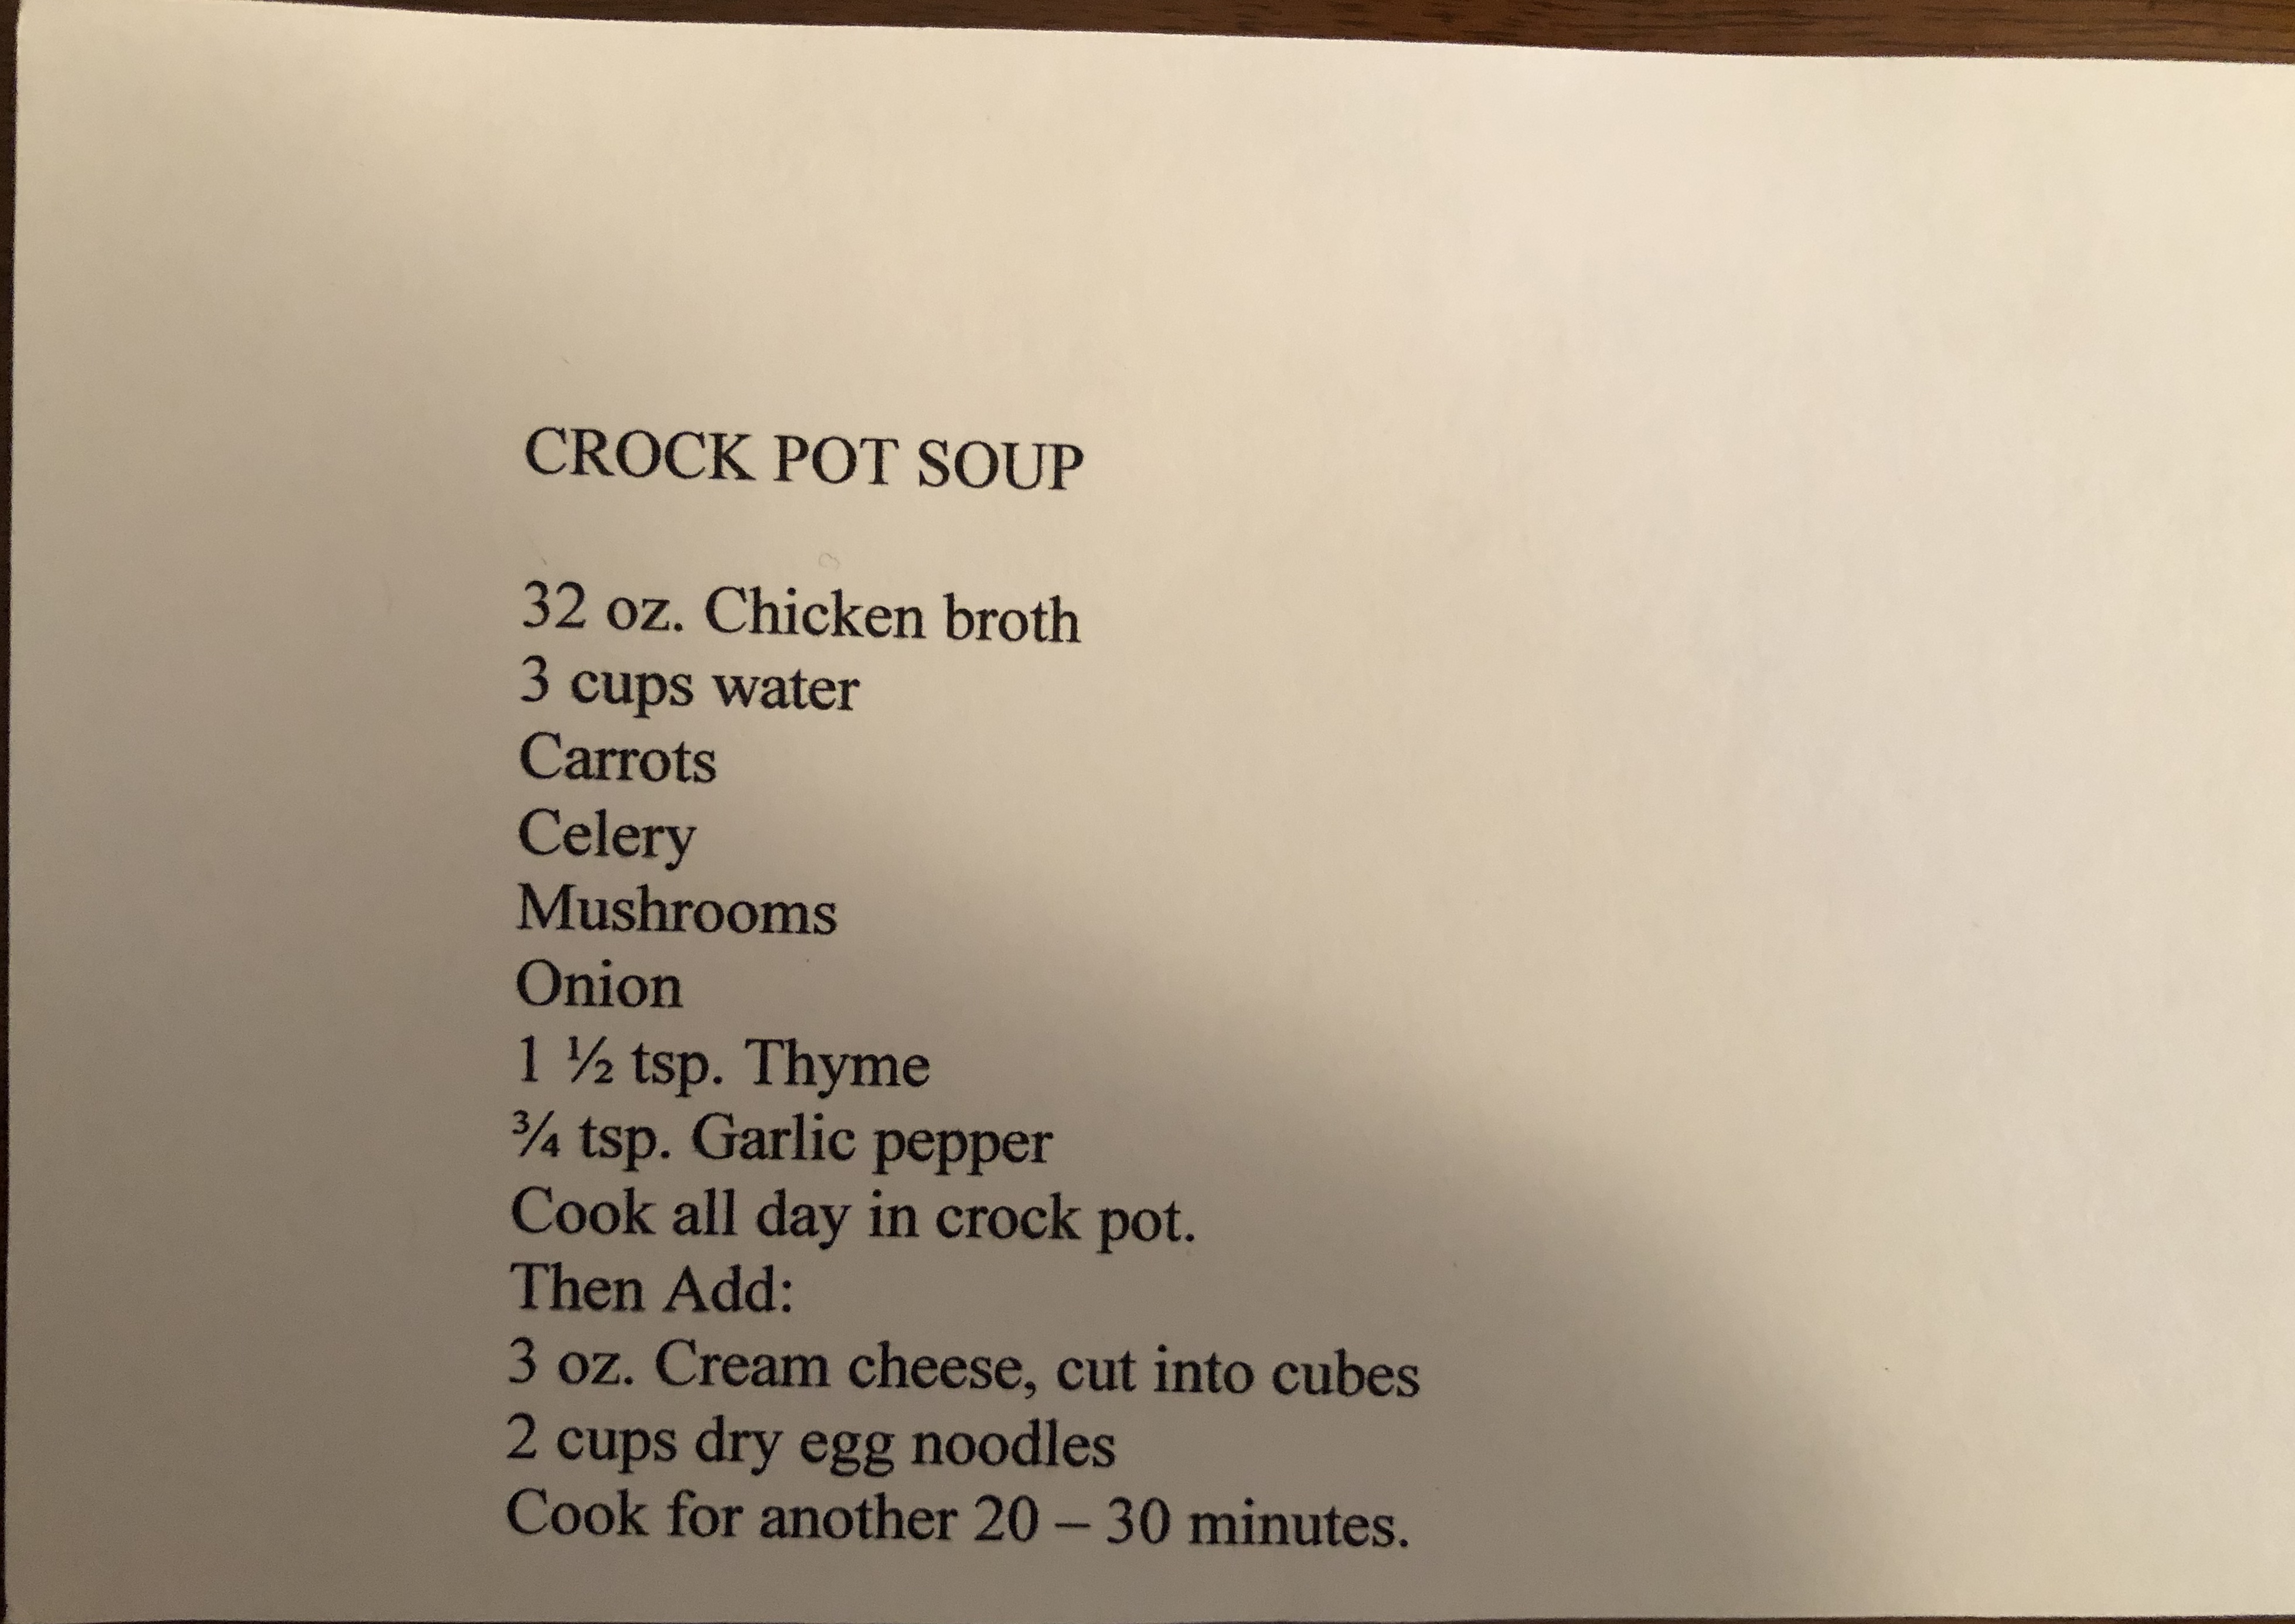 CROCK POT SOUP
32 oz. Chicken broth
3 cups water
Carrots
Celery
Mushrooms
Onion
1 ½ tsp. Thyme
¾ tsp. Garlic pepper
Cook all day in crock pot.
Then Add:
3 oz. Cream cheese, cut into cubes
2 cups dry egg noodles
Cook for another 20 – 30 minutes.